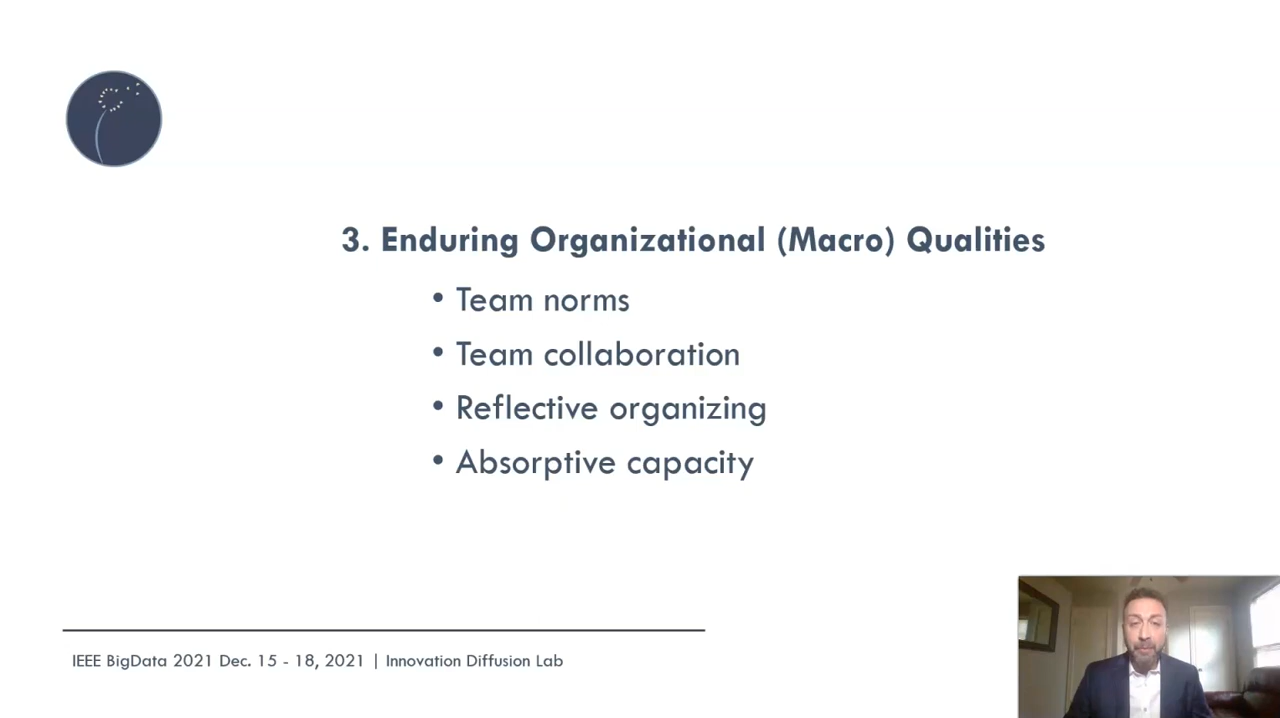 3. Enduring Organizational (Macro) Qualities
• Team norms
• Team collaboration
• Reflective organizing
• Absorptive capacity
IEEE BigData 2021 Dec. 15 - 18, 2021 | Innovation Diffusion Lab